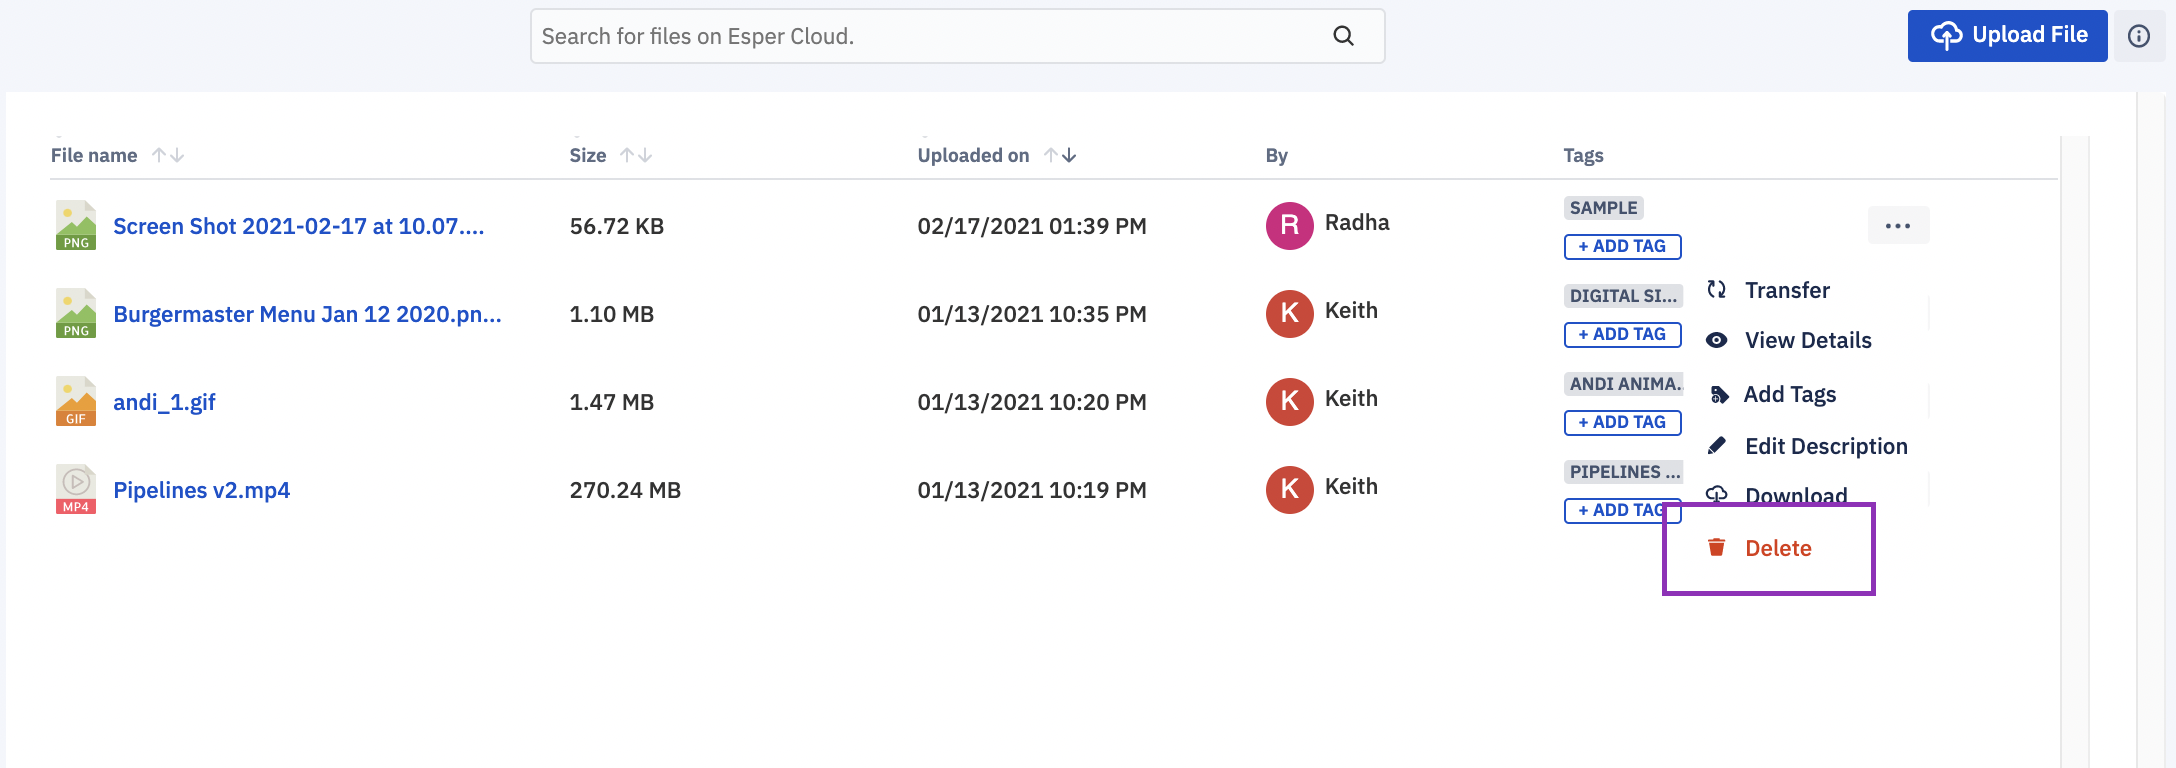 Search for files on Esper Cloud.
Upload File
File name Size Uploaded on By Tags
PNG Screen Shot 2021-02-17 at 10.07.... 56.72 KB 02/17/2021 01:39 PM R Radha SAMPLE ...
+ ADD TAG
Transfer
PNG Burgermaster Menu Jan 12 2020.pn... 1.10 MB 01/13/2021 10:35 PM K Keith DIGITAL SI...
+ ADD TAG
View Details
GIF andi_1.gif 1.47 MB 01/13/2021 10:20 PM K Keith ANDI ANIMA..
+ ADD TAG
Add Tags
Edit Description
MP4 Pipelines v2.mp4 270.24 MB 01/13/2021 10:19 PM K Keith PIPELINES ...
+ ADD TAG
Download
Delete